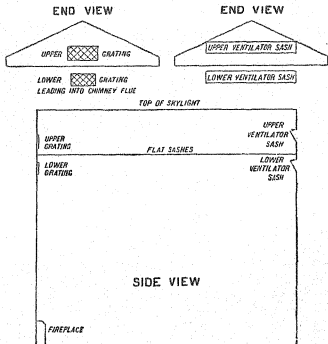 END VIEW
END VIEW
UPPER GRATING
UPPER VENTILATOR SASH
LOWER GRATING
LEADING INTO CHIMNEY FLUE
LOWER VENTILATOR SASH
TOP OF SKYLIGHT
UPPER
GRATING
UPPER
VENTILATOR
SASH
FLAT SASHES
LOWER
GRATING
LOWER
VENTILATOR
SASH
SIDE VIEW
FIREPLACE